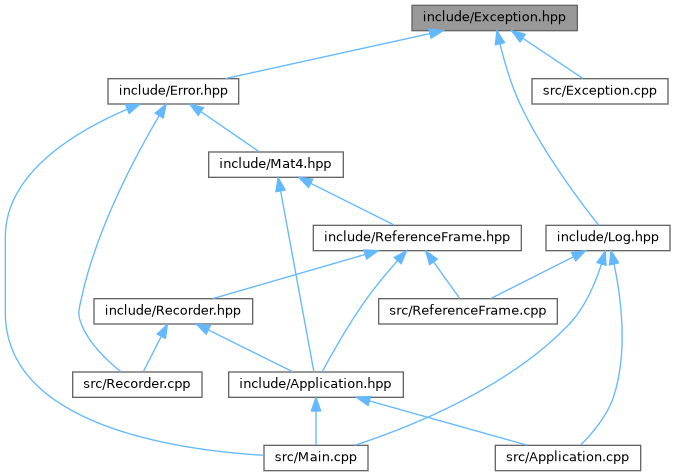 include/Exception.hpp
include/Error.hpp
src/Exception.cpp
include/Mat4.hpp
include/ReferenceFrame.hpp
include/Log.hpp
include/Recorder.hpp
src/ReferenceFrame.cpp
src/Recorder.cpp
include/Application.hpp
src/Main.cpp
src/Application.cpp